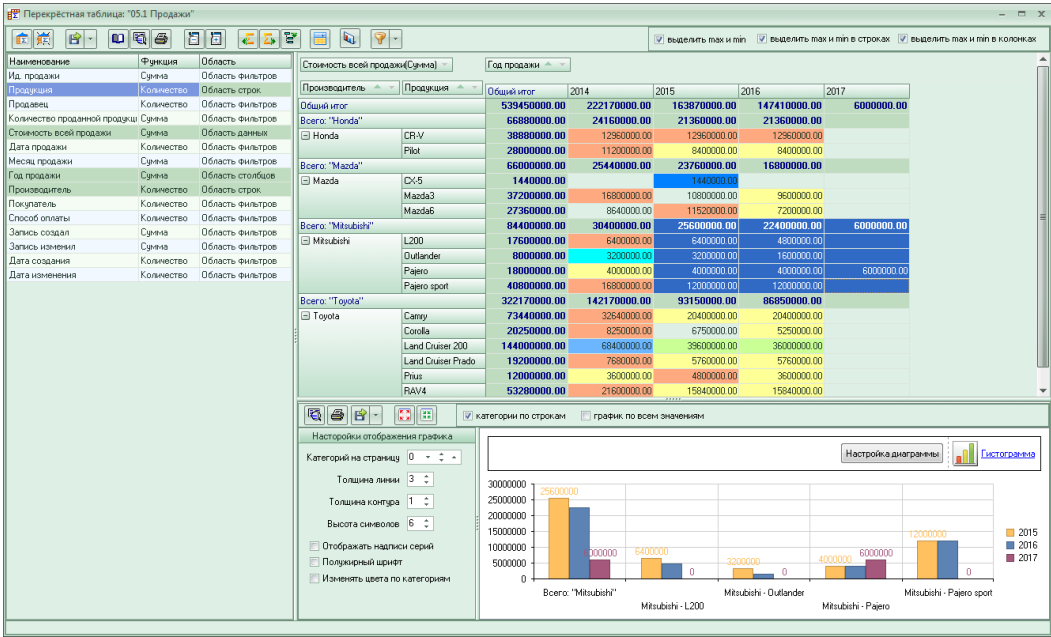 Перекрёстная таблица: "05.1 Продажи"
выделить max и min выделить max и min в строках выделить max и min в колонках
Наименование Функция Область
Ид. продажи Сумма Область фильтров
Продукция Количество Область строк
Продавец Количество Область фильтров
Количество проданной продукц Сумма Область фильтров
Стоимость всей продажи Сумма Область данных
Дата продажи Количество Область фильтров
Месяц продажи Сумма Область фильтров
Год продажи Сумма Область столбцов
Производитель Количество Область строк
Покупатель Количество Область фильтров
Способ оплаты Количество Область фильтров
Запись создал Сумма Область фильтров
Запись изменил Сумма Область фильтров
Дата создания Количество Область фильтров
Дата изменения Количество Область фильтров
Стоимость всей продажи(Сумма) Год продажи
Производитель Продукция Общий итог 2014 2015 2016 2017
Общий итог 539450000.00 222170000.00 163870000.00 147410000.00 6000000.00
Всего: "Honda" 66880000.00 24160000.00 21360000.00 21360000.00
Honda CR-V 38880000.00 12960000.00 12960000.00 12960000.00
Pilot 28000000.00 11200000.00 8400000.00 8400000.00
Всего: "Mazda" 66000000.00 25440000.00 23760000.00 16800000.00
Mazda CX-5 1440000.00 1440000.00
Mazda3 37200000.00 16800000.00 10800000.00 9600000.00
Mazda6 27360000.00 8640000.00 11520000.00 7200000.00
Всего: "Mitsubishi" 84400000.00 30400000.00 25600000.00 22400000.00 6000000.00
Mitsubishi L200 17600000.00 6400000.00 6400000.00 4800000.00
Outlander 8000000.00 3200000.00 3200000.00 1600000.00
Pajero 18000000.00 4000000.00 4000000.00 4000000.00 6000000.00
Pajero sport 40800000.00 16800000.00 12000000.00 12000000.00
Всего: "Toyota" 322170000.00 142170000.00 93150000.00 86850000.00
Toyota Camry 73440000.00 32640000.00 20400000.00 20400000.00
Corolla 20250000.00 8250000.00 6750000.00 5250000.00
Land Cruiser 200 144000000.00 68400000.00 39600000.00 36000000.00
Land Cruiser Prado 19200000.00 7680000.00 5760000.00 5760000.00
Prius 12000000.00 3600000.00 4800000.00 3600000.00
RAV4 53280000.00 21600000.00 15840000.00 15840000.00
категории по строкам график по всем значениям
Насторойки отображения графика
Категорий на страницу 0
Толщина линии 3
Толщина контура 1
Высота символов 6
Отображать надписи серий
Полужирный шрифт
Изменять цвета по категориям
Настройка диаграммы Гистограмма
30000000
25600000
25000000
20000000
15000000
12000000
10000000
6400000 3200000 4000000 6000000
5000000
0 0 0 0
2015
2016
2017
Всего: "Mitsubishi" Mitsubishi - Outlander Mitsubishi - Pajero sport
Mitsubishi - L200 Mitsubishi - Pajero